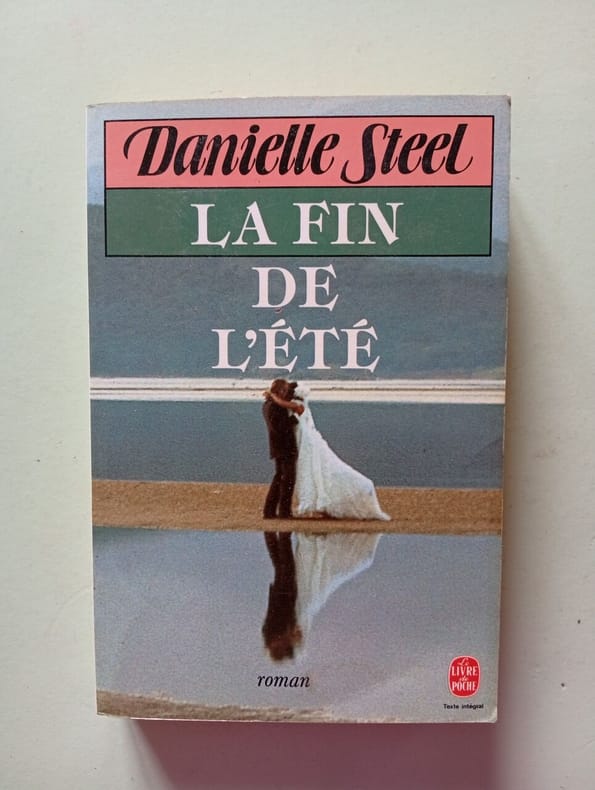 Danielle Steel
LA FIN
DE
L'ÉTÉ
roman
Le
LIVRE
de
POCHE
Texte intégral